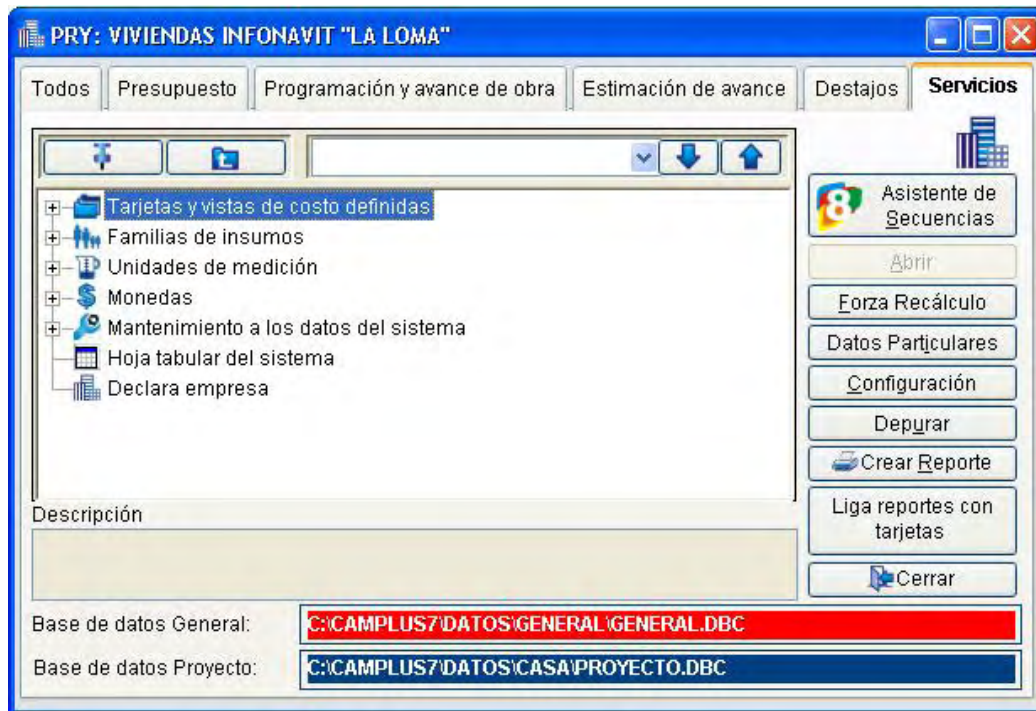 PRY: VIVIENDAS INFONAVIT "LA LOMA"
Todos
Presupuesto
Programación y avance de obra
Estimación de avance
Destajos
Servicios
Tarjetas y vistas de costo definidas
Familias de insumos
Unidades de medición
Monedas
Mantenimiento a los datos del sistema
Hoja tabular del sistema
Declara empresa
8
Asistente de
Secuencias
Abrir
Forza Recálculo
Datos Particulares
Configuración
Depurar
Crear Reporte
Liga reportes con
tarjetas
Cerrar
Descripción
Base de datos General:
C:\CAMPLUS7\DATOS\GENERAL\GENERAL.DBC
Base de datos Proyecto:
C:\CAMPLUS7\DATOS\CASA\PROYECTO.DBC